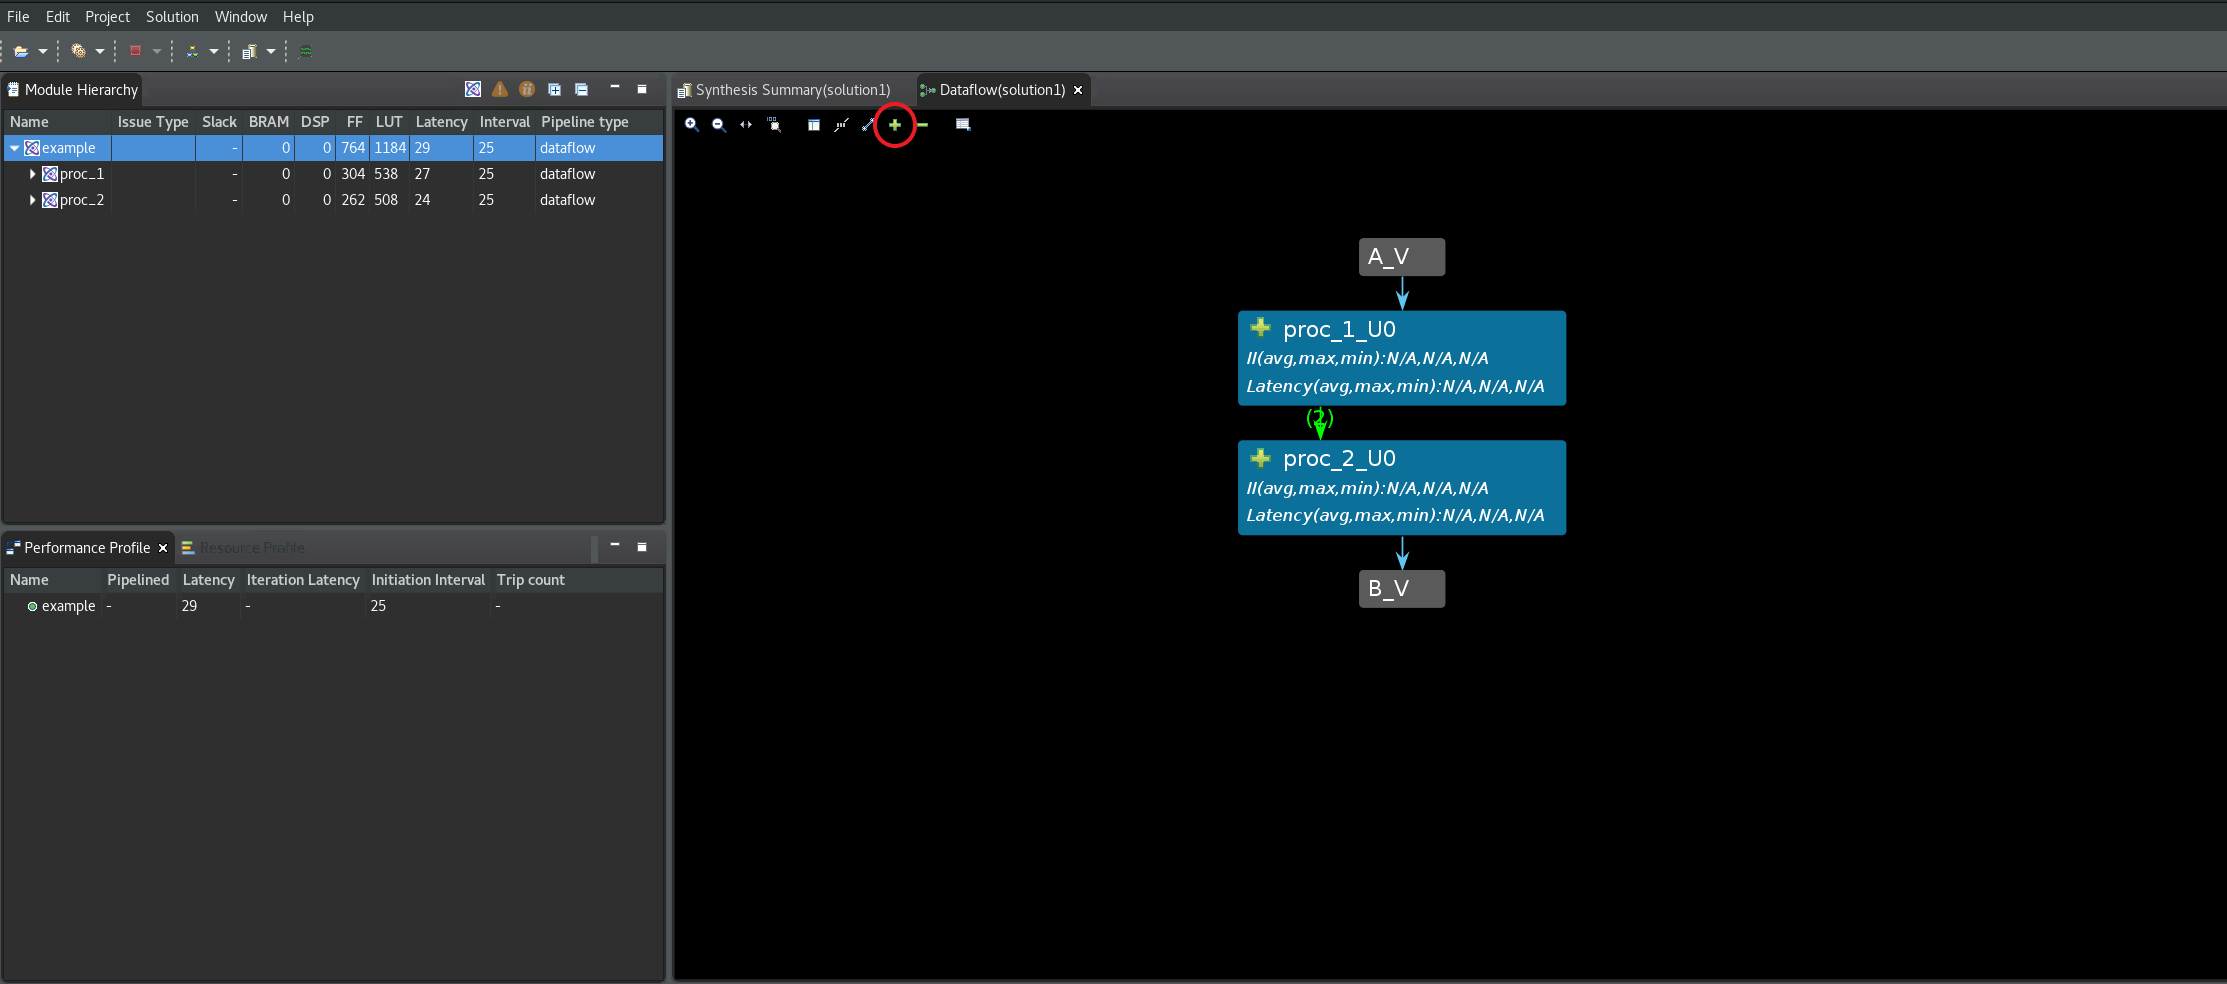 File Edit Project Solution Window Help
Module Hierarchy
Name Issue Type Slack BRAM DSP FF LUT Latency Interval Pipeline type
example - 0 0 764 1184 29 25 dataflow
proc_1 - 0 0 304 538 27 25 dataflow
proc_2 - 0 0 262 508 24 25 dataflow
Performance Profile Resource Profile
Name Pipelined Latency Iteration Latency Initiation Interval Trip count
example - 29 - 25 -
Synthesis Summary(solution1) Dataflow(solution1)
A_V
proc_1_U0
II(avg,max,min):N/A,N/A,N/A
Latency(avg,max,min):N/A,N/A,N/A
(2)
proc_2_U0
II(avg,max,min):N/A,N/A,N/A
Latency(avg,max,min):N/A,N/A,N/A
B_V